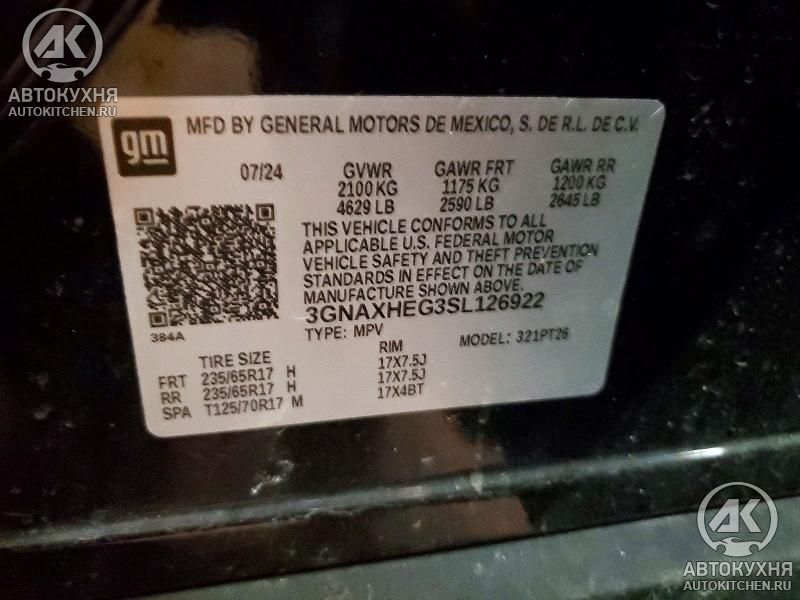 AK
АВТОКУХНЯ
AUTOKITCHEN.RU
gm
MFD BY GENERAL MOTORS DE MEXICO, S. DE R.L. DE C.V.
07/24 GVWR GAWR FRT GAWR RR
2100 KG 1175 KG 1200 KG
4629 LB 2590 LB 2645 LB
THIS VEHICLE CONFORMS TO ALL
APPLICABLE U.S. FEDERAL MOTOR
VEHICLE SAFETY AND THEFT PREVENTION
STANDARDS IN EFFECT ON THE DATE OF
MANUFACTURE SHOWN ABOVE.
3GNAXHEG3SL126922
384A
TYPE: MPV MODEL: 321PT26
TIRE SIZE RIM
FRT 235/65R17 H 17X7.5J
RR 235/65R17 H 17X7.5J
SPA T125/70R17 M 17X4BT
AK
АВТОКУХНЯ
AUTOKITCHEN.RU